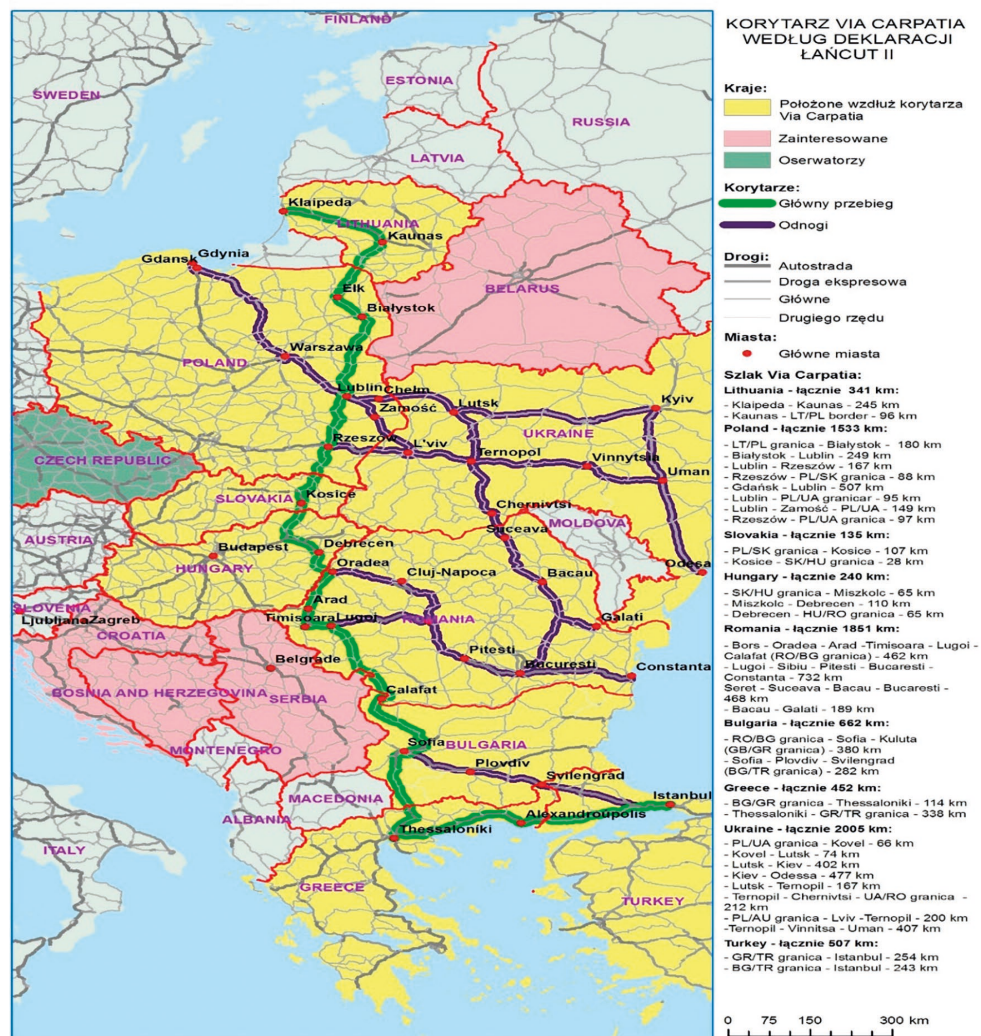 FINLAND
SWEDEN
ESTONIA
RUSSIA
LATVIA
Klaipeda
LITHUANIA
Kaunas
Gdansk
Gdynia
Ełk
BELARUS
Białystok
Warszawa
POLAND
Lublin
Chełm
Zamość
Lutsk
Kyiv
UKRAINE
Rzeszów
L'viv
Ternopol
Vinnytsia
Uman
CZECH REPUBLIC
SLOVAKIA
Kosice
Chernivtsi
MOLDOVA
Suceava
AUSTRIA
Budapest
Debrecen
Odesa
HUNGARY
Oradea
Cluj-Napoca
Bacau
SLOVENIA
Arad
Ljubljana
Zagreb
Timisoara
Lugoj
ROMANIA
Galati
CROATIA
Pitesti
Belgrade
Bucuresti
Constanta
BOSNIA AND HERZEGOVINA
SERBIA
Calafat
MONTENEGRO
Sofia
BULGARIA
Plovdiv
Svilengrad
MACEDONIA
Istanbul
ALBANIA
Alexandroupolis
Thessaloníki
ITALY
GREECE
TURKEY
KORYTARZ VIA CARPATIA
WEDŁUG DEKLARACJI
ŁAŃCUT II
Kraje:
Położone wzdłuż korytarza
Via Carpatia
Zainteresowane
Oserwatorzy
Korytarze:
Główny przebieg
Odnogi
Drogi:
Autostrada
Droga ekspresowa
Główne
Drugiego rzędu
Miasta:
Główne miasta
Szlak Via Carpatia:
Lithuania - łącznie 341 km:
- Klaipeda - Kaunas - 245 km
- Kaunas - LT/PL border - 96 km
Poland - łącznie 1533 km:
- LT/PL granica - Białystok - 180 km
- Białystok - Lublin - 249 km
- Lublin - Rzeszów - 167 km
- Rzeszów - PL/SK granica - 88 km
- Gdańsk - Lublin - 507 km
- Lublin - PL/UA granicar - 95 km
- Lublin - Zamość - PL/UA - 149 km
- Rzeszów - PL/UA granica - 97 km
Slovakia - łącznie 135 km:
- PL/SK granica - Kosice - 107 km
- Kosice - SK/HU granica - 28 km
Hungary - łącznie 240 km:
- SK/HU granica - Miszkolc - 65 km
- Miszkolc - Debrecen - 110 km
- Debrecen - HU/RO granica - 65 km
Romania - łącznie 1851 km:
- Bors - Oradea - Arad -Timisoara - Lugoi -
Calafat (RO/BG granica) - 462 km
- Lugoi - Sibiu - Pitesti - Bucaresti -
Constanta - 732 km
Seret - Suceava - Bacau - Bucaresti -
468 km
- Bacau - Galati - 189 km
Bulgaria - łącznie 662 km:
- RO/BG granica - Sofia - Kuluta
(GB/GR granica) - 380 km
- Sofia - Plovdiv - Svilengrad
(BG/TR granica) - 282 km
Greece - łącznie 452 km:
- BG/GR granica - Thessaloniki - 114 km
- Thessaloniki - GR/TR granica - 338 km
Ukraine - łącznie 2005 km:
- PL/UA granica - Kovel - 66 km
- Kovel - Lutsk - 74 km
- Lutsk - Kiev - 402 km
- Kiev - Odessa - 477 km
- Lutsk - Ternopil - 167 km
- Ternopil - Chernivtsi - UA/RO granica -
212 km
- PL/AU granica - Lviv -Ternopil - 200 km
-Ternopil - Vinnitsa - Uman - 407 km
Turkey - łącznie 507 km:
- GR/TR granica - Istanbul - 254 km
- BG/TR granica - Istanbul - 243 km
0 75 150 300 km